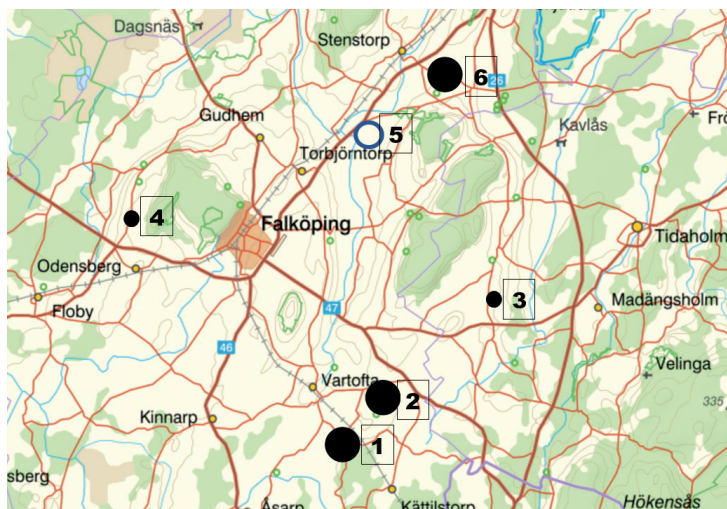 Dagsnäs
Stenstorp
6
26
Gudhem
5
Kavlås
Torbjörntorp
4
Falköping
Tidaholm
Odensberg
3
Madängsholm
Floby
47
46
Velinga
Vartofta
2
335
Kinnarp
1
sberg
Åsarp
Kättilstorp
Hökensås